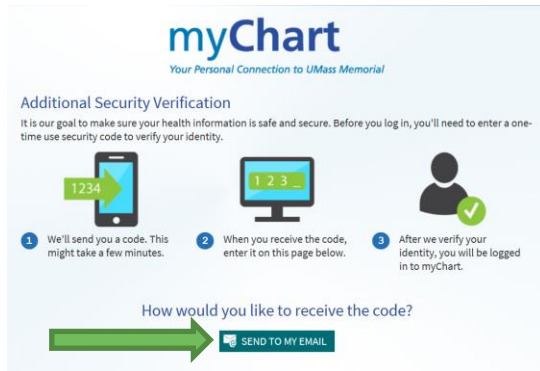 myChart
Your Personal Connection to UMass Memorial
Additional Security Verification
It is our goal to make sure your health information is safe and secure. Before you log in, you'll need to enter a one-
time use security code to verify your identity.
1234
1 2 3 _
1 We'll send you a code. This
might take a few minutes.
2 When you receive the code,
enter it on this page below.
3 After we verify your
identity, you will be logged
in to myChart.
How would you like to receive the code?
SEND TO MY EMAIL